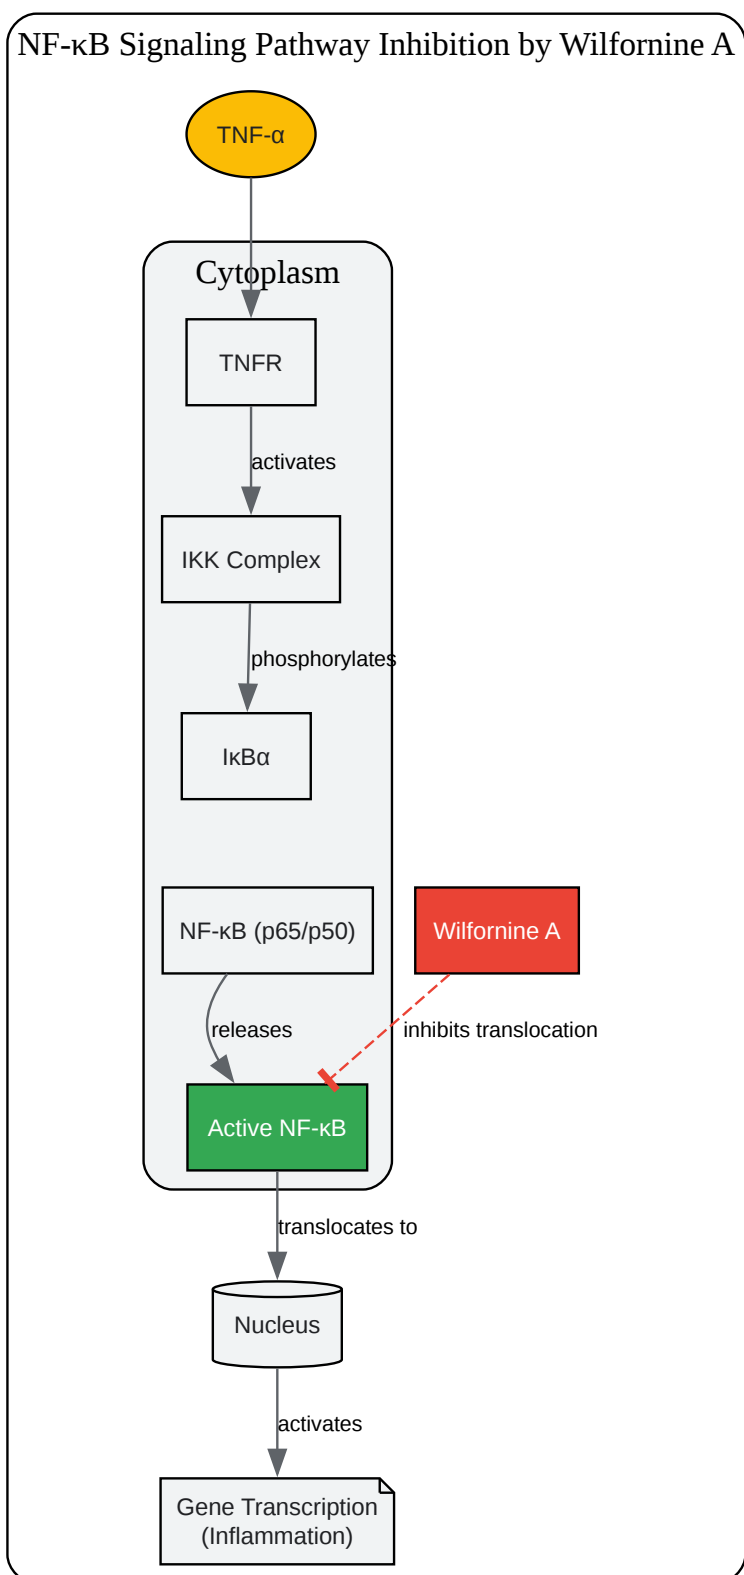 NF-κB Signaling Pathway Inhibition by Wilfornine A
TNF-α
Cytoplasm
TNFR
activates
IKK Complex
phosphorylates
IκBα
NF-κB (p65/p50)
Wilfornine A
releases
inhibits translocation
Active NF-κB
translocates to
Nucleus
activates
Gene Transcription
(Inflammation)